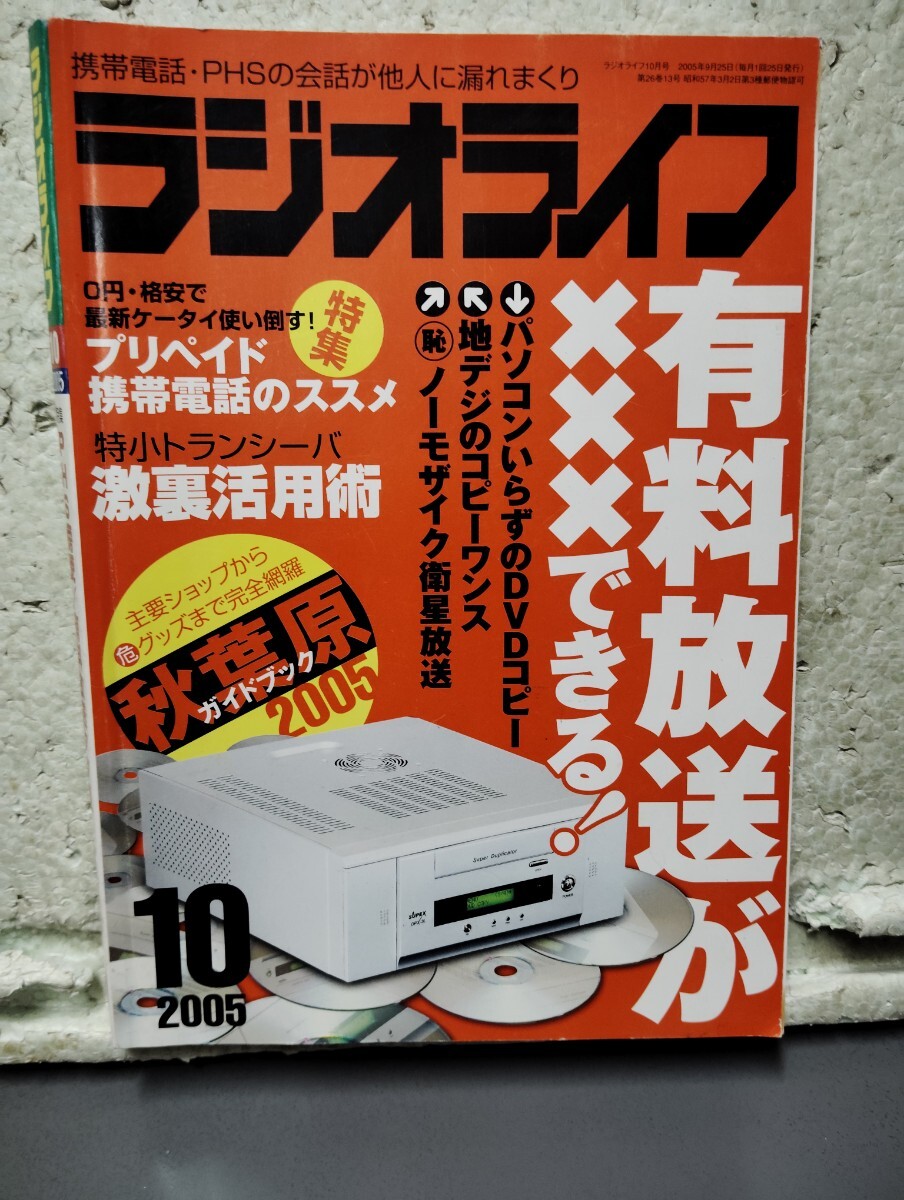 携帯電話・PHSの会話が他人に漏れまくり
ラジオライフ10月号 2005年9月25日(毎月1回25日発行)
第26巻13号 昭和57年3月2日第3種郵便物認可
ラジオライフ
有料放送が
×××できる!
↓パソコンいらずのDVDコピー
↖地デジのコピーワンス
↗恥ノーモザイク衛星放送
特集
0円・格安で
最新ケータイ使い倒す!
プリペイド
携帯電話のススメ
特小トランシーバ
激裏活用術
主要ショップから
危グッズまで完全網羅
秋葉原
ガイドブック
2005
Super Duplicator
10
2005
ラジオライフ